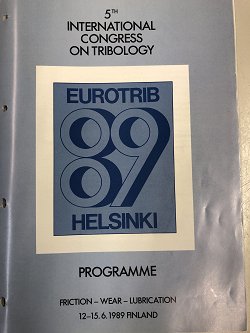 5TH
INTERNATIONAL
CONGRESS
ON TRIBOLOGY
EUROTRIB
89
HELSINKI
PROGRAMME
FRICTION – WEAR – LUBRICATION
12–15.6.1989 FINLAND